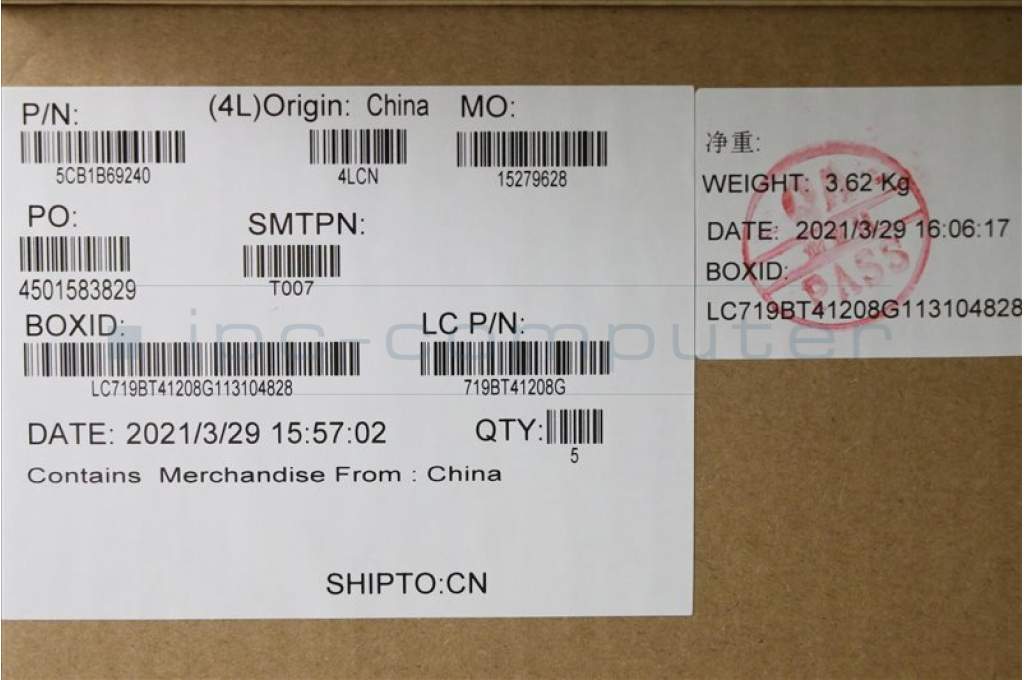 P/N:
5CB1B69240
(4L)Origin: China
4LCN
MO:
15279628
PO:
4501583829
SMTPN:
T007
BOXID:
LC719BT41208G113104828
LC P/N:
719BT41208G
DATE: 2021/3/29 15:57:02
QTY:
5
Contains Merchandise From : China
SHIPTO:CN
净重:
WEIGHT: 3.62 Kg
DATE: 2021/3/29 16:06:17
BOXID:
LC719BT41208G113104828
PASS
ipc-computer